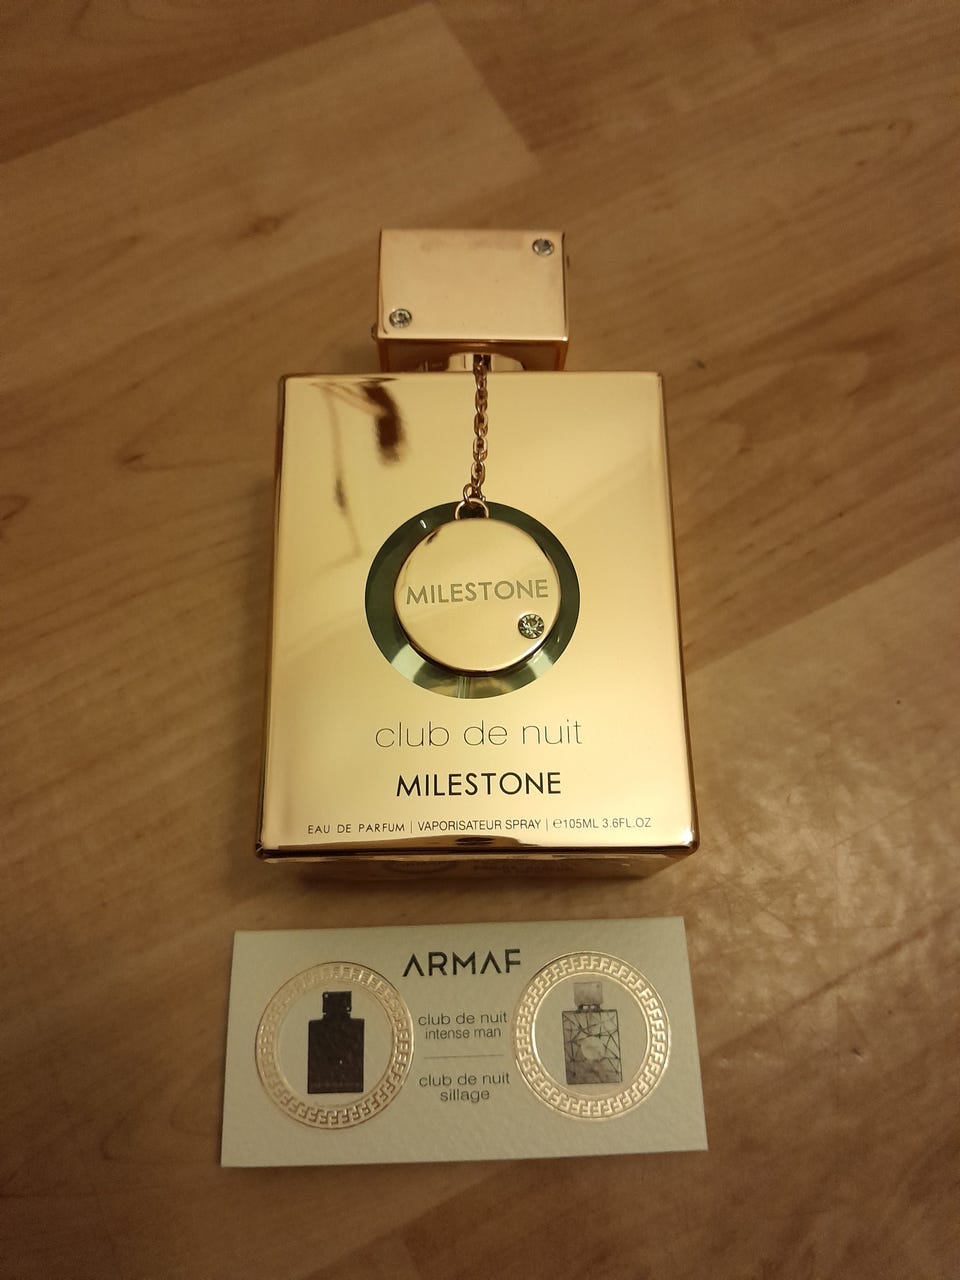 MILESTONE
club de nuit
MILESTONE
EAU DE PARFUM | VAPORISATEUR SPRAY | ℮105ML 3.6FL.OZ
ARMAF
club de nuit
intense man
club de nuit
sillage